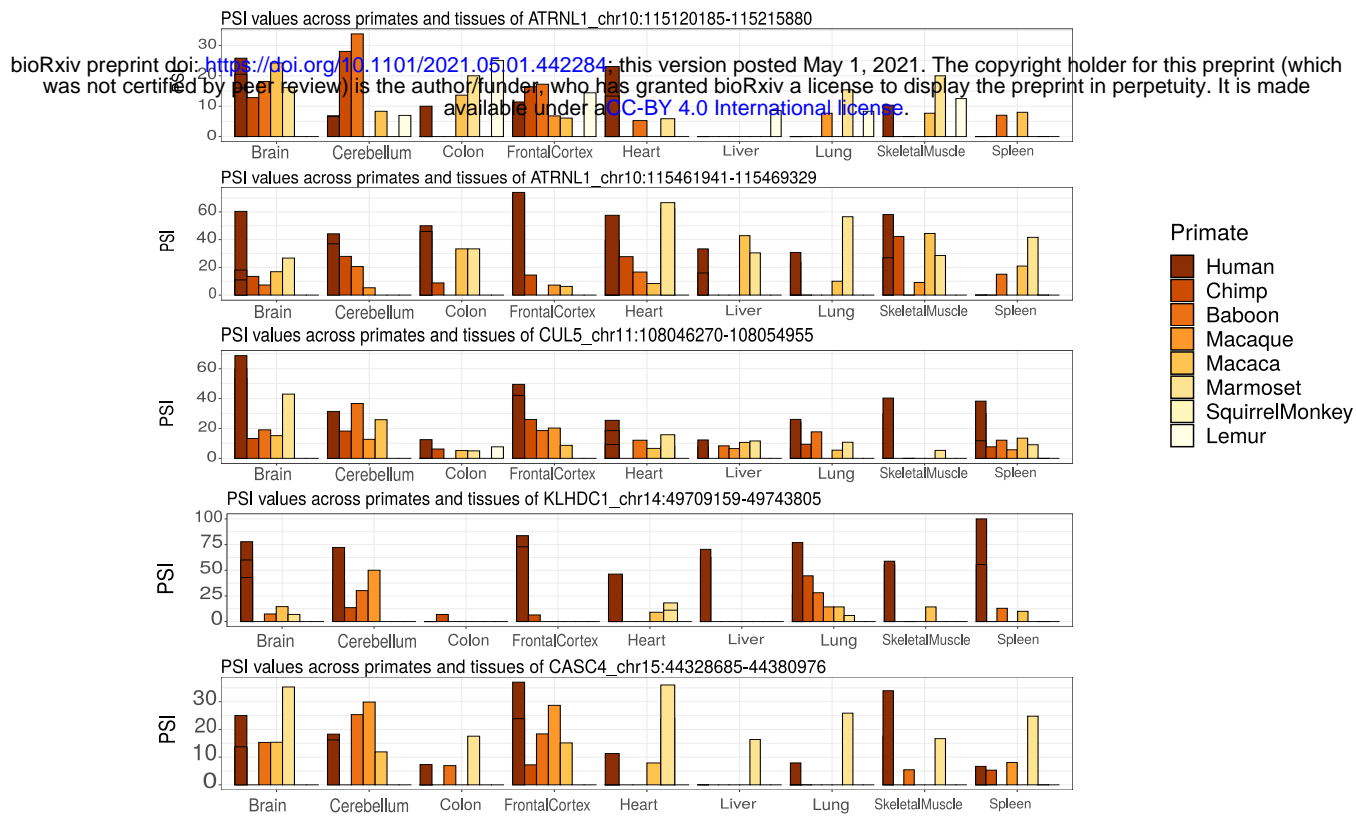 PSI values across primates and tissues of ATRNL1_chr10:115120185-115215880
30
20
10
0
PSI
Brain Cerebellum Colon FrontalCortex Heart Liver Lung SkeletalMuscle Spleen
bioRxiv preprint doi: https://doi.org/10.1101/2021.05.01.442284; this version posted May 1, 2021. The copyright holder for this preprint (which
was not certified by peer review) is the author/funder, who has granted bioRxiv a license to display the preprint in perpetuity. It is made
available under aCC-BY 4.0 International license.
PSI values across primates and tissues of ATRNL1_chr10:115461941-115469329
60
40
20
0
PSI
Brain Cerebellum Colon FrontalCortex Heart Liver Lung SkeletalMuscle Spleen
PSI values across primates and tissues of CUL5_chr11:108046270-108054955
60
40
20
0
PSI
Brain Cerebellum Colon FrontalCortex Heart Liver Lung SkeletalMuscle Spleen
PSI values across primates and tissues of KLHDC1_chr14:49709159-49743805
100
75
50
25
0
PSI
Brain Cerebellum Colon FrontalCortex Heart Liver Lung SkeletalMuscle Spleen
PSI values across primates and tissues of CASC4_chr15:44328685-44380976
30
20
10
0
PSI
Brain Cerebellum Colon FrontalCortex Heart Liver Lung SkeletalMuscle Spleen
Primate
Human
Chimp
Baboon
Macaque
Macaca
Marmoset
SquirrelMonkey
Lemur